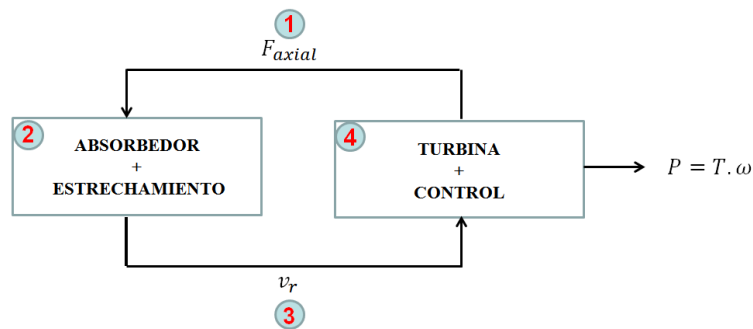 1
F_axial
2
ABSORBEDOR
+
ESTRECHAMIENTO
4
TURBINA
+
CONTROL
P = T.ω
v_r
3